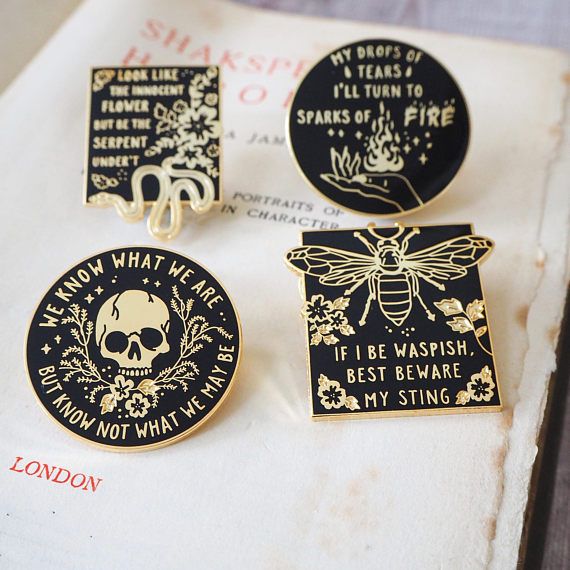 LOOK LIKE
THE INNOCENT
FLOWER
BUT BE THE
SERPENT
UNDER'T
MY DROPS OF
TEARS
I'LL TURN TO
SPARKS OF FIRE
WE KNOW WHAT WE ARE
BUT KNOW NOT WHAT WE MAY BE
IF I BE WASPISH,
BEST BEWARE
MY STING
PORTRAITS OF
IN CHARACTER
LONDON